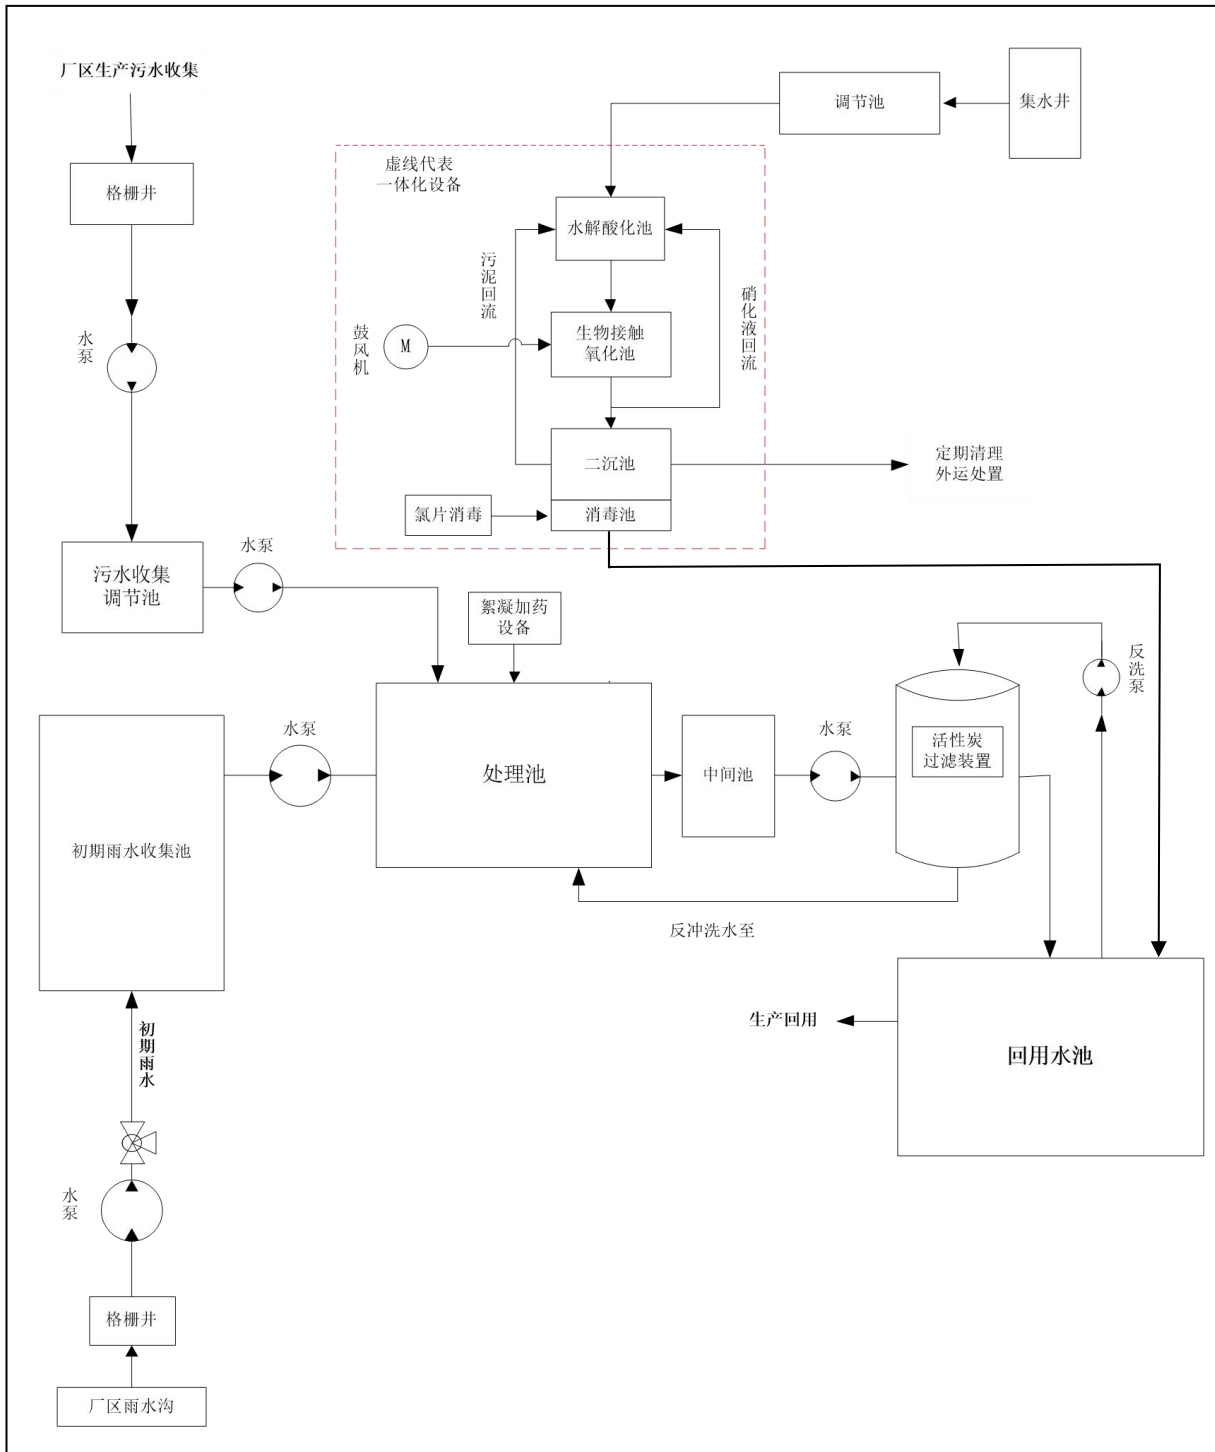 厂区生产污水收集
格栅井
水泵
污水收集
调节池
水泵
集水井
调节池
虚线代表
一体化设备
水解酸化池
污泥回流
硝化液回流
鼓风机
M
生物接触
氧化池
二沉池
定期清理
外运处置
氯片消毒
消毒池
絮凝加药
设备
反洗泵
初期雨水收集池
水泵
处理池
中间池
水泵
活性炭
过滤装置
反冲洗水至
生产回用
回用水池
初期雨水
水泵
格栅井
厂区雨水沟